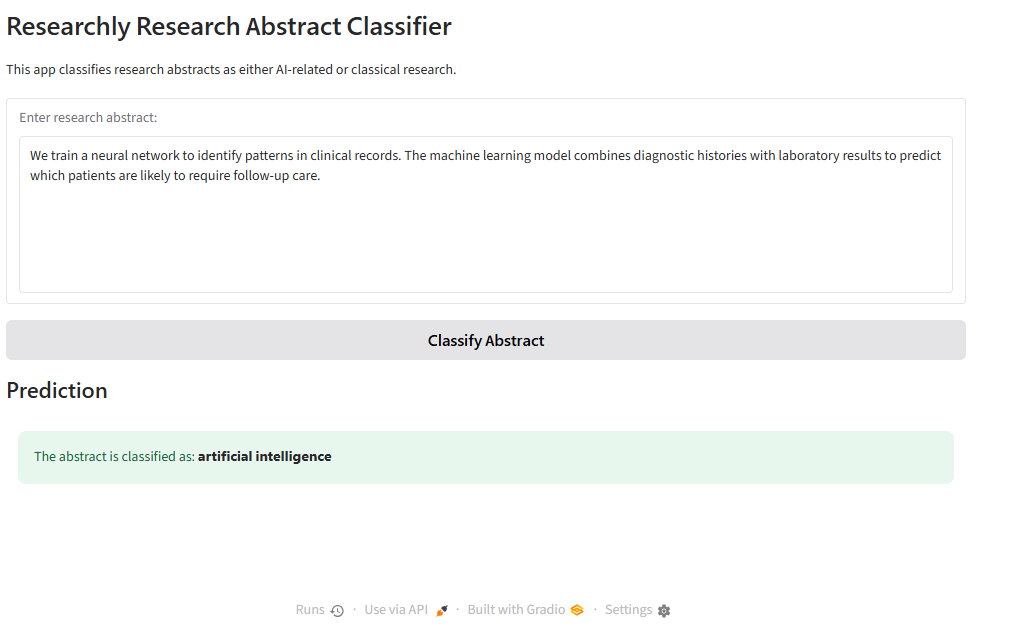 Researchly Research Abstract Classifier
This app classifies research abstracts as either AI-related or classical research.
Enter research abstract:
We train a neural network to identify patterns in clinical records. The machine learning model combines diagnostic histories with laboratory results to predict
which patients are likely to require follow-up care.
Classify Abstract
Prediction
The abstract is classified as: artificial intelligence
Runs · Use via API · Built with Gradio · Settings